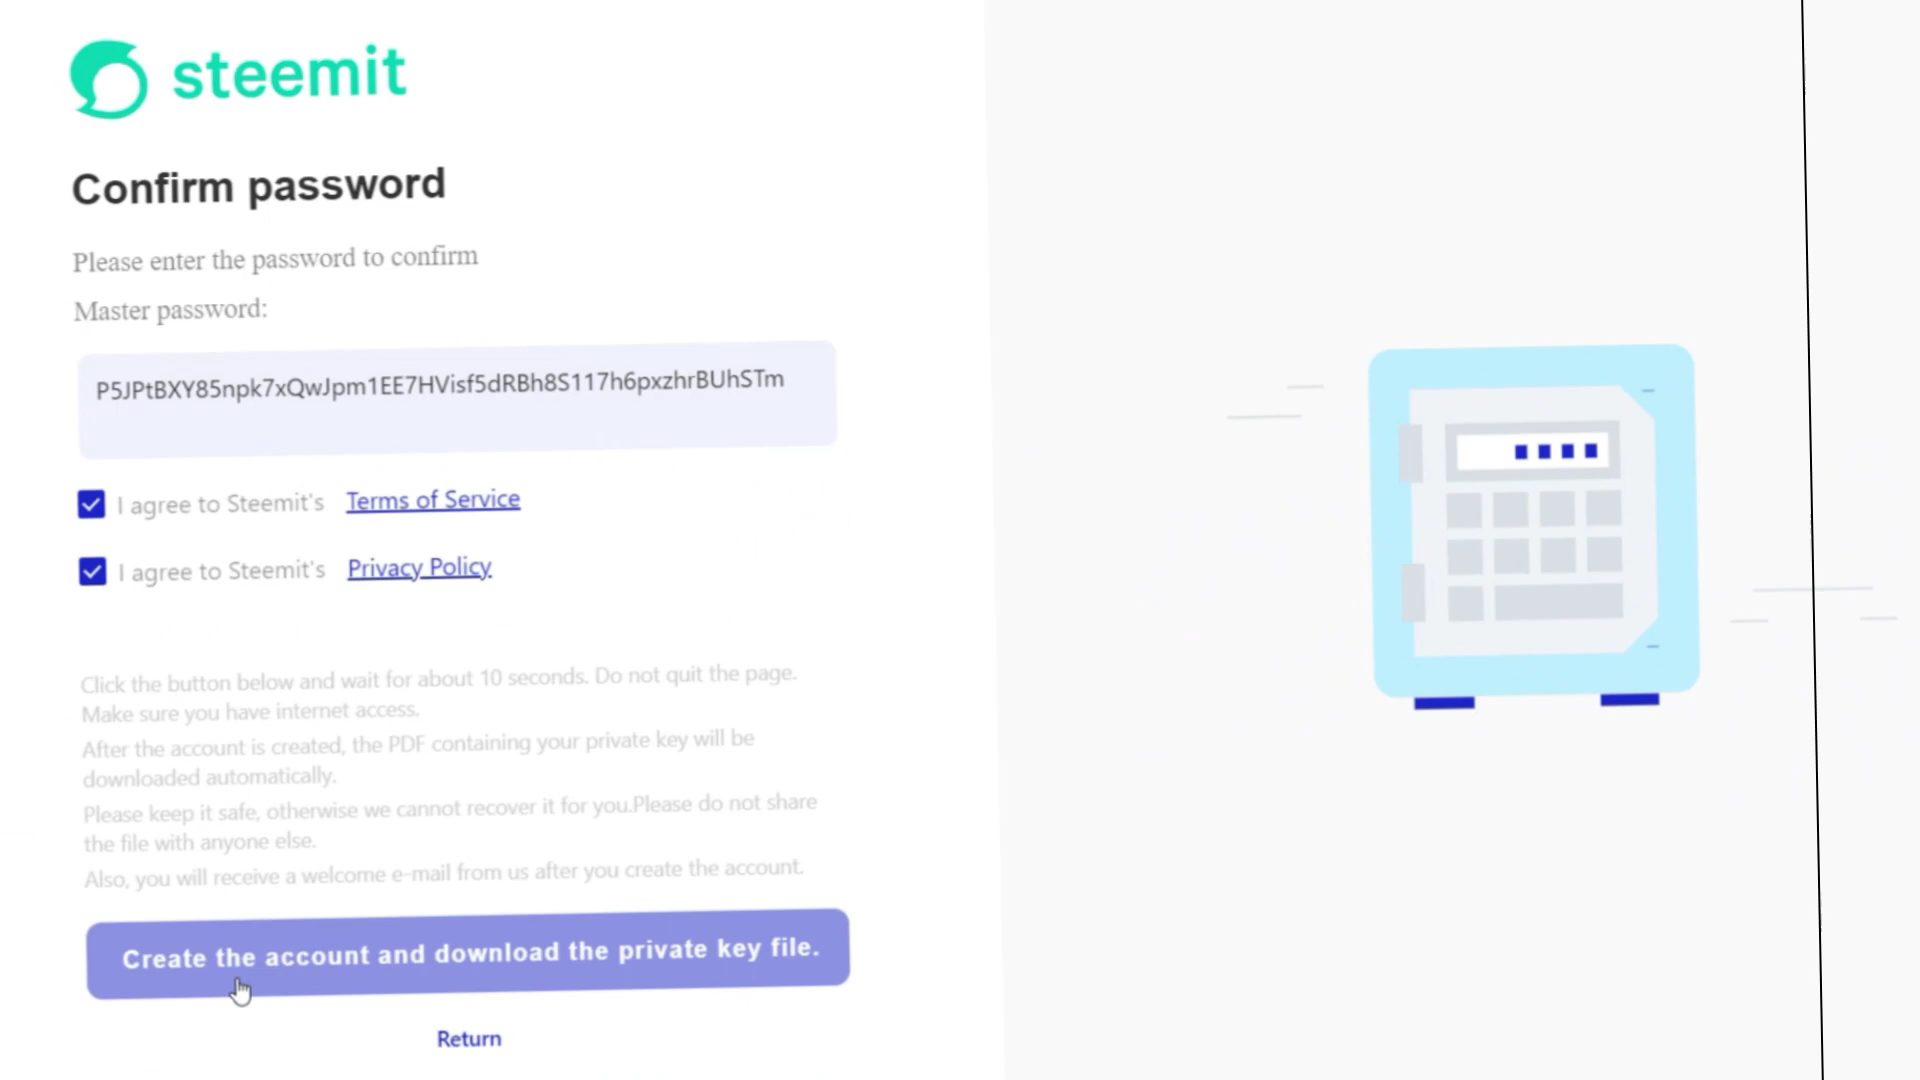 steemit
Confirm password
Please enter the password to confirm
Master password:
P5JPtBXY85npk7xQwJpm1EE7HVisf5dRBh8S117h6pxzhrBUhSTm
I agree to Steemit's Terms of Service
I agree to Steemit's Privacy Policy
Click the button below and wait for about 10 seconds. Do not quit the page.
Make sure you have internet access.
After the account is created, the PDF containing your private key will be
downloaded automatically.
Please keep it safe, otherwise we cannot recover it for you.Please do not share
the file with anyone else.
Also, you will receive a welcome e-mail from us after you create the account.
Create the account and download the private key file.
Return